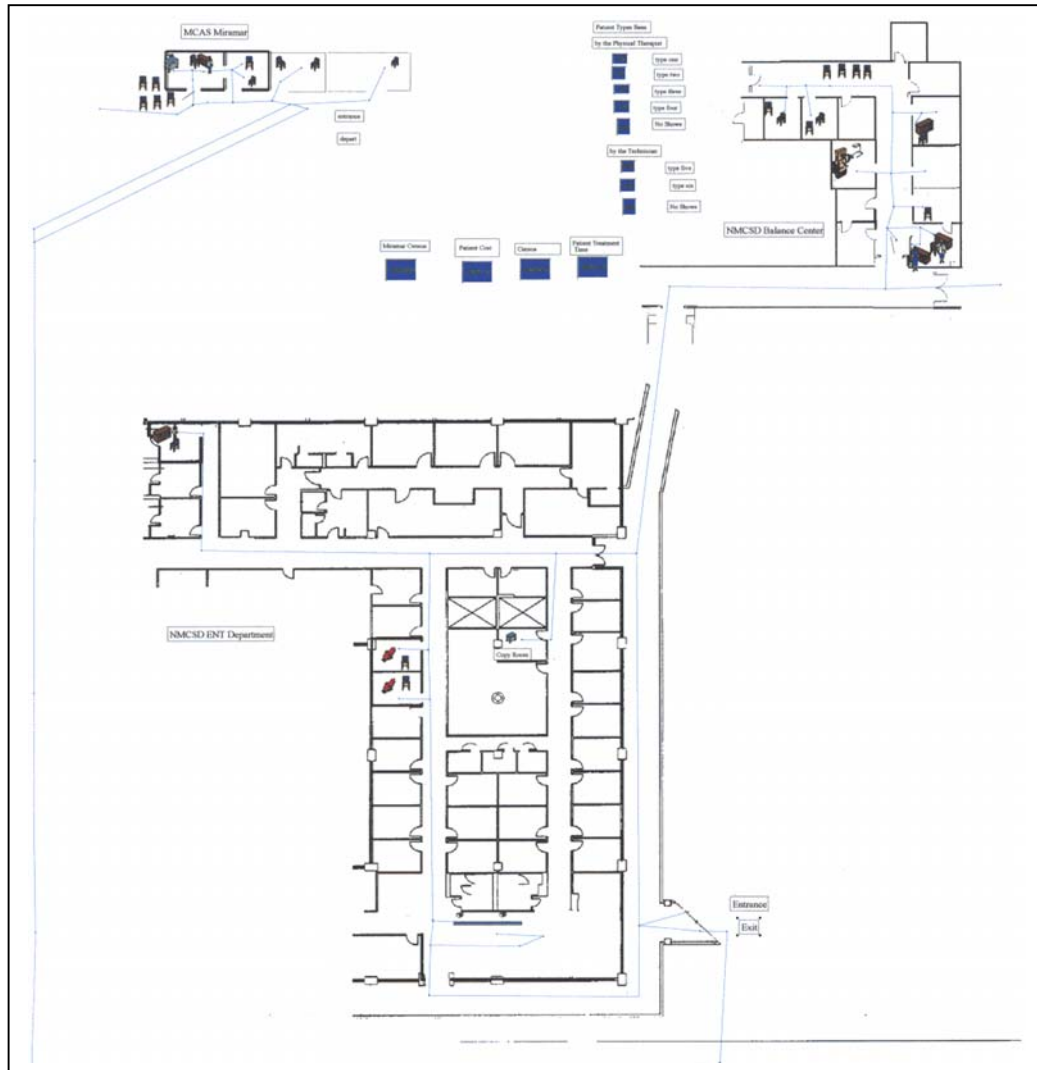 MCAS Miramar
entrance
depart
Patient Types Seen
by the Physical Therapist
type one
type two
type three
type four
No Shows
by the Technician
type five
type six
No Shows
NMCSD Balance Center
Miramar Census
Patient Cost
Census
Patient Treatment
Time
NMCSD ENT Department
Copy Room
Entrance
Exit